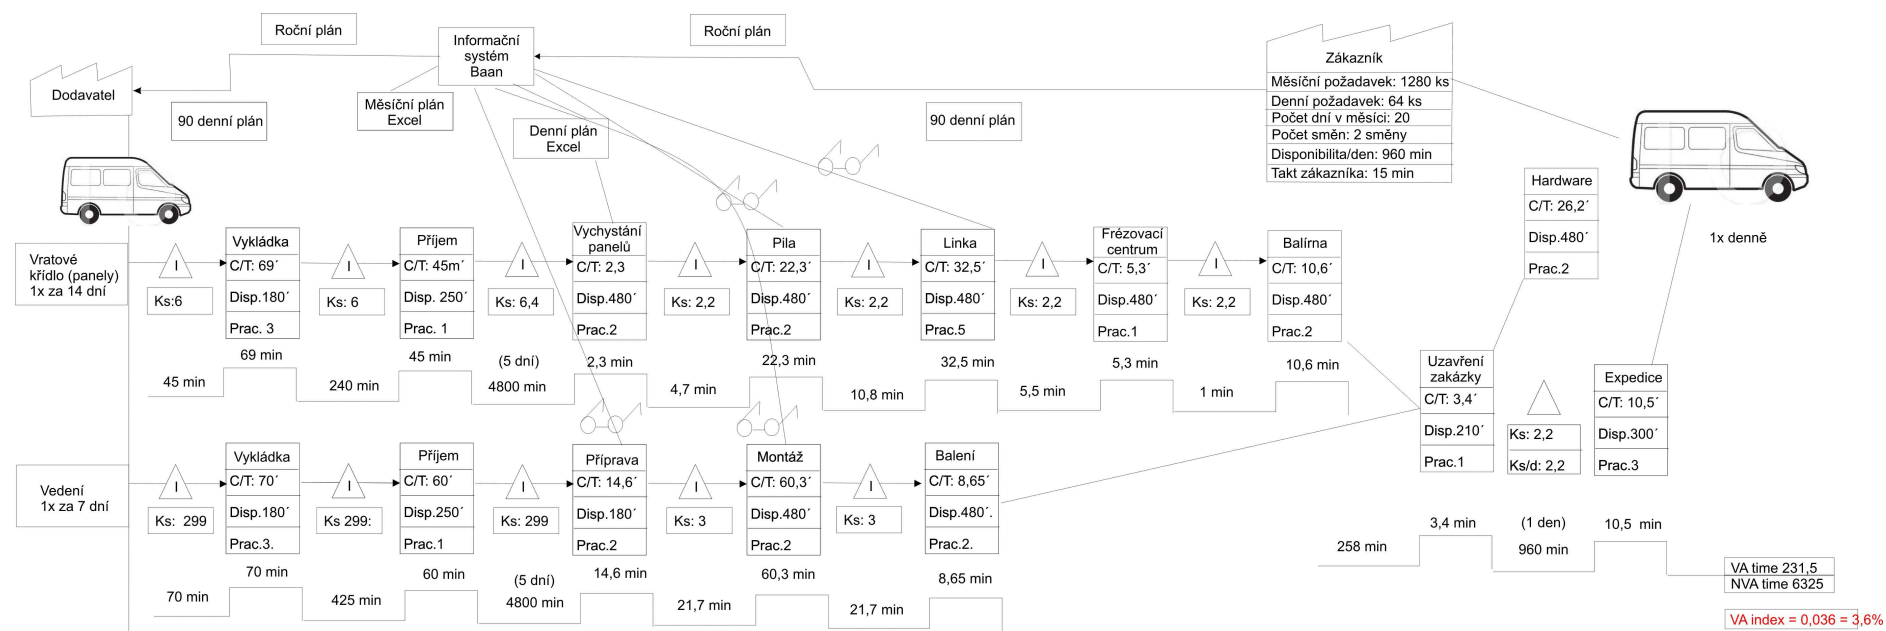 Roční plán
Informační
systém
Baan
Roční plán
Zákazník
Měsíční požadavek: 1280 ks
Denní požadavek: 64 ks
Počet dní v měsíci: 20
Počet směn: 2 směny
Disponibilita/den: 960 min
Takt zákazníka: 15 min
Dodavatel
90 denní plán
Měsíční plán
Excel
Denní plán
Excel
90 denní plán
Hardware
C/T: 26,2´
Disp.480´
Prac.2
1x denně
Vratové
křídlo (panely)
1x za 14 dní
I
Ks:6
Vykládka
C/T: 69´
Disp.180´
Prac. 3
I
Ks: 6
Příjem
C/T: 45m´
Disp. 250´
Prac. 1
I
Ks: 6,4
Vychystání
panelů
C/T: 2,3
Disp.480´
Prac.2
I
Ks: 2,2
Pila
C/T: 22,3´
Disp.480´
Prac.2
I
Ks: 2,2
Linka
C/T: 32,5´
Disp.480´
Prac.5
I
Ks: 2,2
Frézovací
centrum
C/T: 5,3´
Disp.480´
Prac.1
I
Ks: 2,2
Balírna
C/T: 10,6´
Disp.480´
Prac.2
45 min
69 min
240 min
45 min
(5 dní)
4800 min
2,3 min
4,7 min
22,3 min
10,8 min
32,5 min
5,5 min
5,3 min
1 min
10,6 min
Uzavření
zakázky
C/T: 3,4´
Disp.210´
Prac.1
Ks: 2,2
Ks/d: 2,2
Expedice
C/T: 10,5´
Disp.300´
Prac.3
Vedení
1x za 7 dní
I
Ks: 299
Vykládka
C/T: 70´
Disp.180´
Prac.3.
I
Ks 299:
Příjem
C/T: 60´
Disp.250´
Prac.1
I
Ks: 299
Příprava
C/T: 14,6´
Disp.180´
Prac.2
I
Ks: 3
Montáž
C/T: 60,3´
Disp.480´
Prac.2
I
Ks: 3
Balení
C/T: 8,65´
Disp.480´.
Prac.2.
70 min
70 min
425 min
60 min
(5 dní)
4800 min
14,6 min
21,7 min
60,3 min
21,7 min
8,65 min
258 min
3,4 min
(1 den)
960 min
10,5 min
VA time 231,5
NVA time 6325
VA index = 0,036 = 3,6%